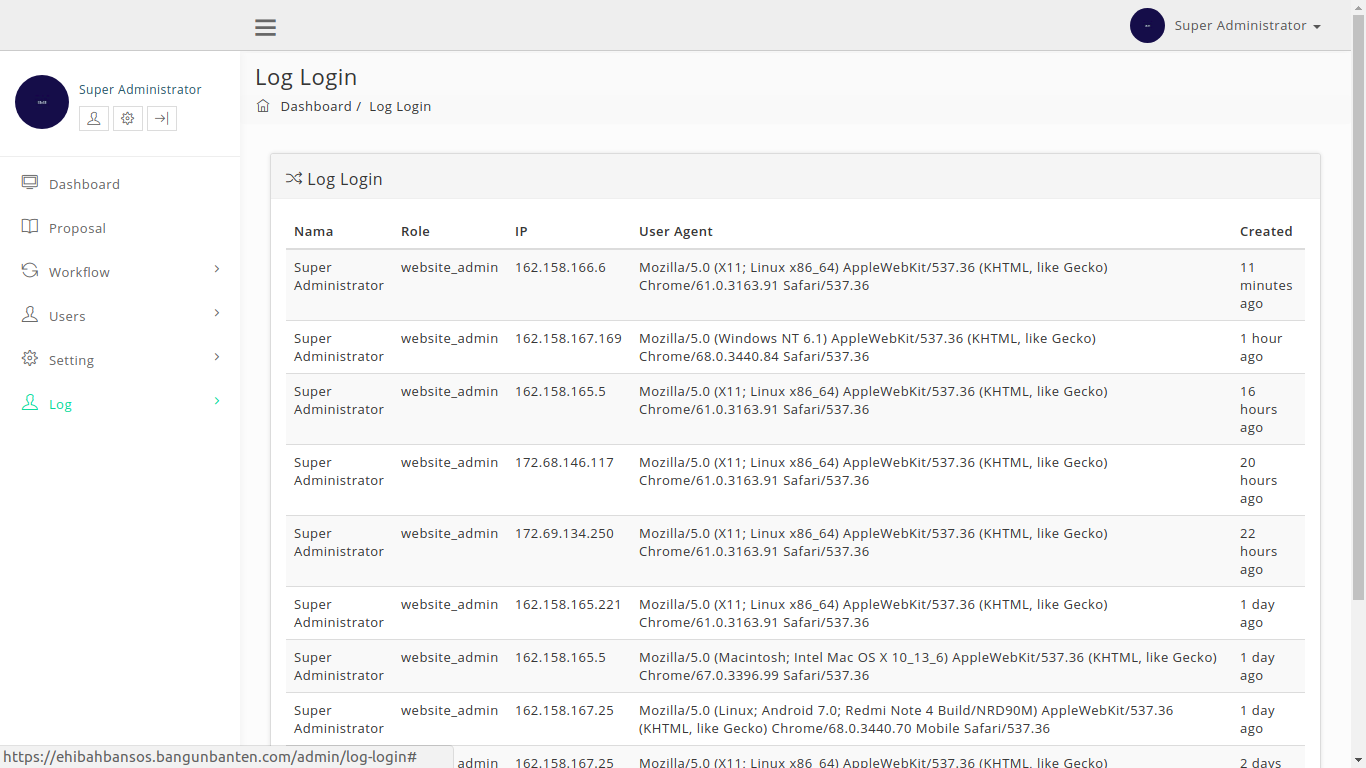 Super Administrator
Super Administrator
Dashboard
Proposal
Workflow
Users
Setting
Log
Log Login
Dashboard / Log Login
Log Login
Nama Role IP User Agent Created
Super website_admin 162.158.166.6 Mozilla/5.0 (X11; Linux x86_64) AppleWebKit/537.36 (KHTML, like Gecko) 11
Administrator Chrome/61.0.3163.91 Safari/537.36 minutes
ago
Super website_admin 162.158.167.169 Mozilla/5.0 (Windows NT 6.1) AppleWebKit/537.36 (KHTML, like Gecko) 1 hour
Administrator Chrome/68.0.3440.84 Safari/537.36 ago
Super website_admin 162.158.165.5 Mozilla/5.0 (X11; Linux x86_64) AppleWebKit/537.36 (KHTML, like Gecko) 16
Administrator Chrome/61.0.3163.91 Safari/537.36 hours
ago
Super website_admin 172.68.146.117 Mozilla/5.0 (X11; Linux x86_64) AppleWebKit/537.36 (KHTML, like Gecko) 20
Administrator Chrome/61.0.3163.91 Safari/537.36 hours
ago
Super website_admin 172.69.134.250 Mozilla/5.0 (X11; Linux x86_64) AppleWebKit/537.36 (KHTML, like Gecko) 22
Administrator Chrome/61.0.3163.91 Safari/537.36 hours
ago
Super website_admin 162.158.165.221 Mozilla/5.0 (X11; Linux x86_64) AppleWebKit/537.36 (KHTML, like Gecko) 1 day
Administrator Chrome/61.0.3163.91 Safari/537.36 ago
Super website_admin 162.158.165.5 Mozilla/5.0 (Macintosh; Intel Mac OS X 10_13_6) AppleWebKit/537.36 (KHTML, like Gecko) 1 day
Administrator Chrome/67.0.3396.99 Safari/537.36 ago
Super website_admin 162.158.167.25 Mozilla/5.0 (Linux; Android 7.0; Redmi Note 4 Build/NRD90M) AppleWebKit/537.36 1 day
Administrator (KHTML, like Gecko) Chrome/68.0.3440.70 Mobile Safari/537.36 ago
admin 162.158.167.25 Mozilla/5.0 (X11; Linux x86_64) AppleWebKit/537.36 (KHTML, like Gecko) 2 days
https://ehibahbansos.bangunbanten.com/admin/log-login#